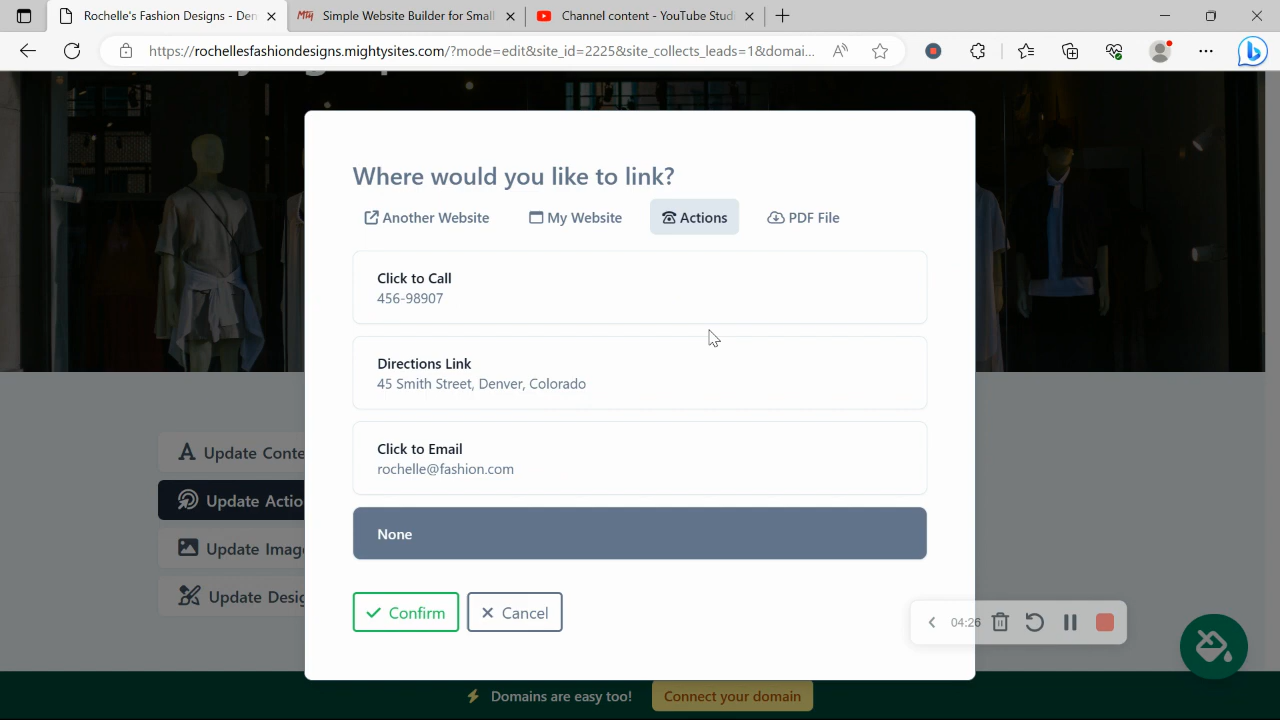 Rochelle's Fashion Designs - Den
Simple Website Builder for Small
Channel content - YouTube Studi
https://rochellesfashiondesigns.mightysites.com/?mode=edit&site_id=2225&site_collects_leads=1&domai...
Where would you like to link?
Another Website
My Website
Actions
PDF File
Click to Call
456-98907
Directions Link
45 Smith Street, Denver, Colorado
Click to Email
rochelle@fashion.com
None
Confirm
Cancel
Update Conte
Update Actio
Update Imag
Update Desig
04:26
Domains are easy too!
Connect your domain